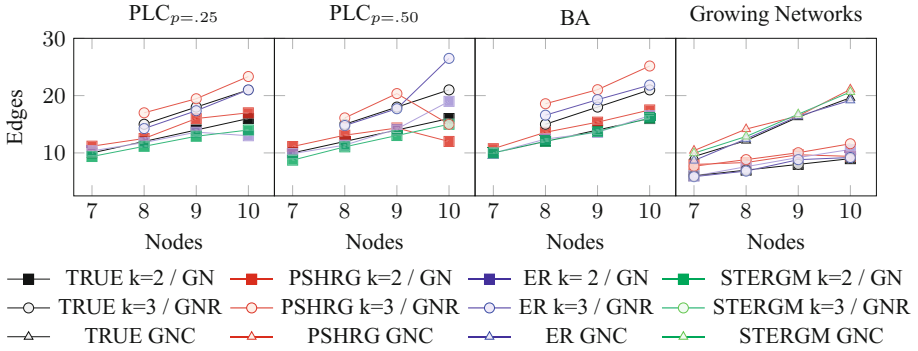 PLC p=.25 PLC p=.50 BA Growing Networks
30
20
10
Edges
7 8 9 10 7 8 9 10 7 8 9 10 7 8 9 10
Nodes Nodes Nodes Nodes
TRUE k=2 / GN PSHRG k=2 / GN ER k= 2 / GN STERGM k=2 / GN
TRUE k=3 / GNR PSHRG k=3 / GNR ER k=3 / GNR STERGM k=3 / GNR
TRUE GNC PSHRG GNC ER GNC STERGM GNC